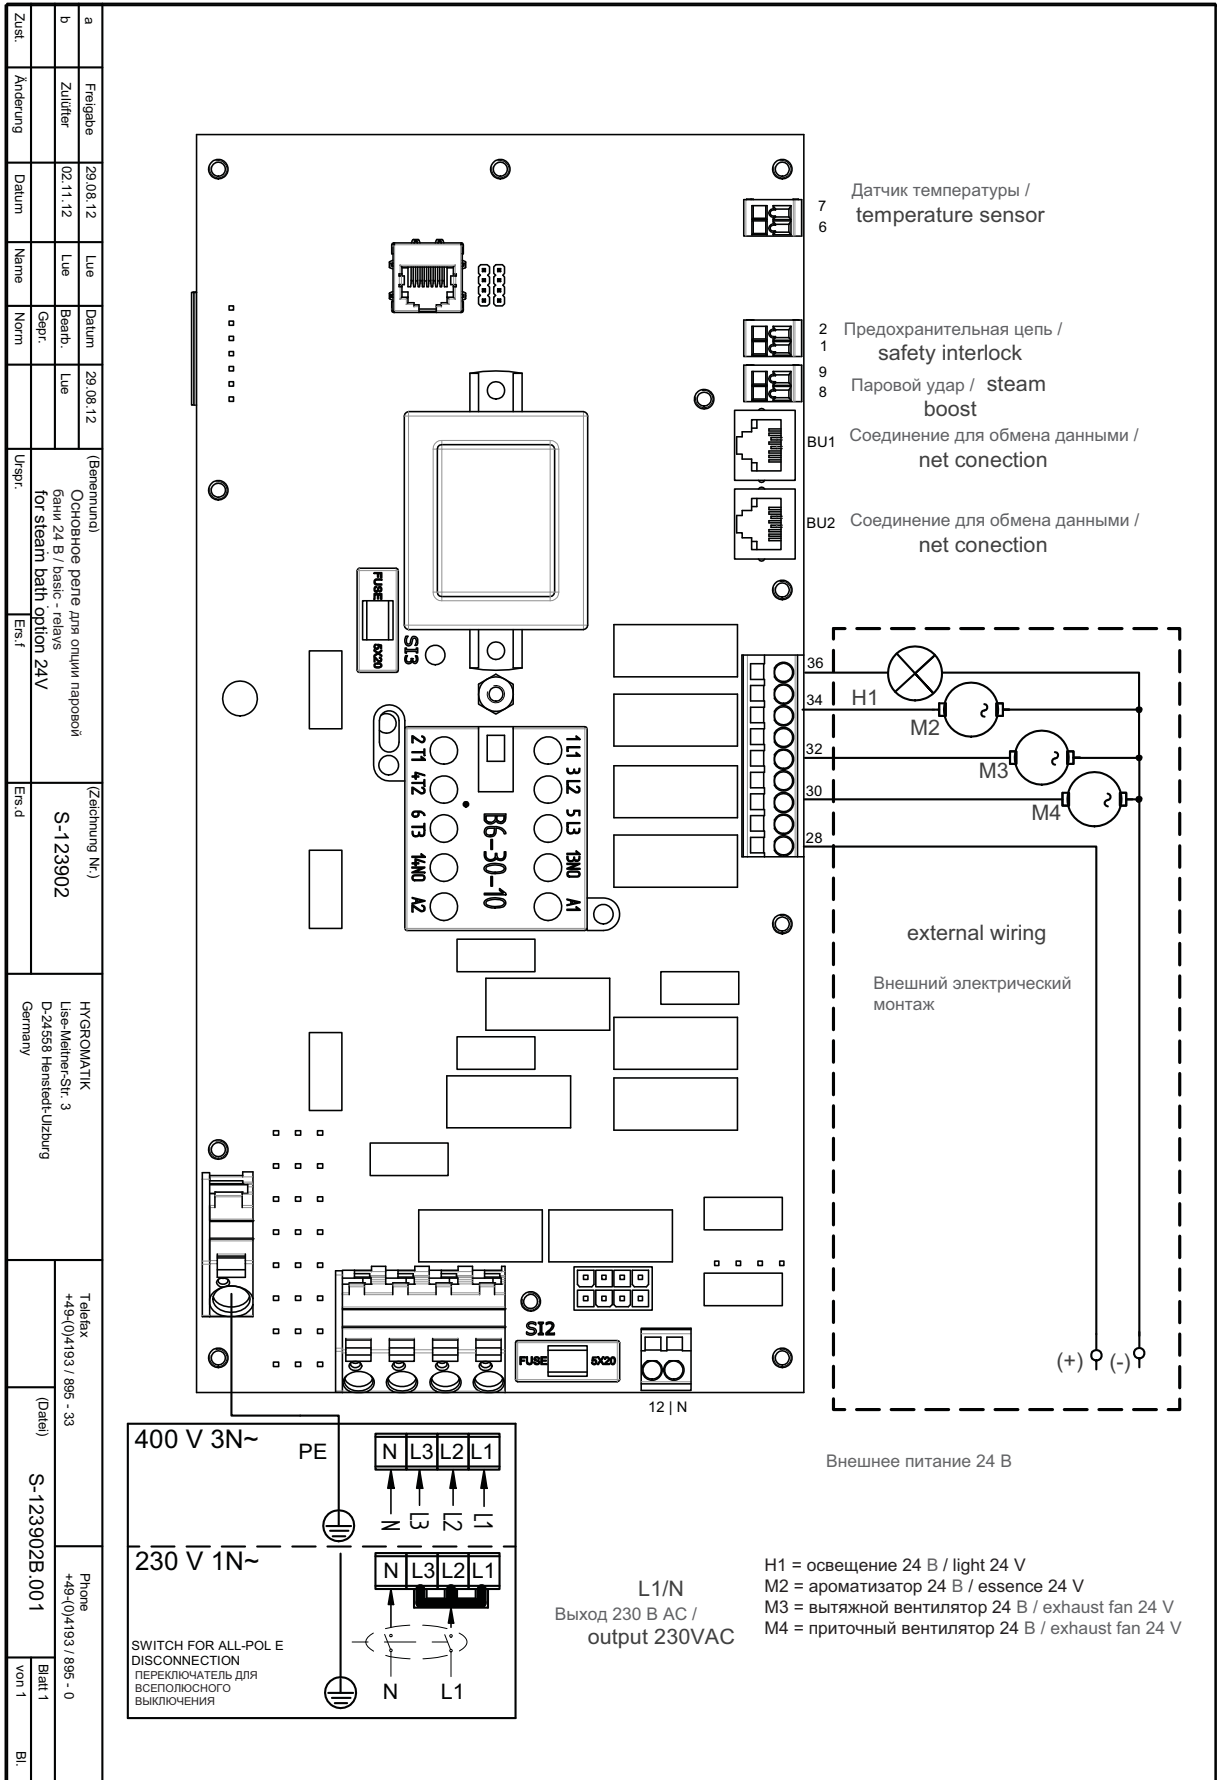 Датчик температуры /
temperature sensor
7
6
2
1
Предохранительная цепь /
safety interlock
9
8
Паровой удар / steam
boost
BU1
Соединение для обмена данными /
net conection
BU2
Соединение для обмена данными /
net conection
FUSE
5X20
SI3
36
34
32
30
28
H1
M2
M3
M4
2 T1
4T2
6 T3
14NO
A2
B6-30-10
1 L1
3 L2
5 L3
13NO
A1
external wiring
Внешний электрический
монтаж
(+)
(-)
SI2
FUSE
5X20
12 | N
Внешнее питание 24 В
400 V 3N~
PE
N L3 L2 L1
N L3 L2 L1
230 V 1N~
N L3 L2 L1
SWITCH FOR ALL-POL E
DISCONNECTION
ПЕРЕКЛЮЧАТЕЛЬ ДЛЯ
ВСЕПОЛЮСНОГО
ВЫКЛЮЧЕНИЯ
N L1
L1/N
Выход 230 В AC /
output 230VAC
H1 = освещение 24 В / light 24 V
M2 = ароматизатор 24 В / essence 24 V
M3 = вытяжной вентилятор 24 В / exhaust fan 24 V
M4 = приточный вентилятор 24 В / exhaust fan 24 V
a Freigabe 29.08.12 Lue
b Zulüfter 02.11.12 Lue
Zust. Änderung Datum Name
Datum 29.08.12
Bearb. Lue
Gepr.
Norm
(Benennung)
Основное реле для опции паровой
бани 24 В / basic - relays
for steam bath option 24V
Urspr.
Ers.f
Ers.d
(Zeichnung Nr.)
S-123902
HYGROMATIK
Lise-Meitner-Str. 3
D-24558 Henstedt-Ulzburg
Germany
Telefax
+49-(0)4193 / 895 - 33
Phone
+49-(0)4193 / 895 - 0
(Datei)
S-123902B.001
Blatt 1
von 1
Bl.